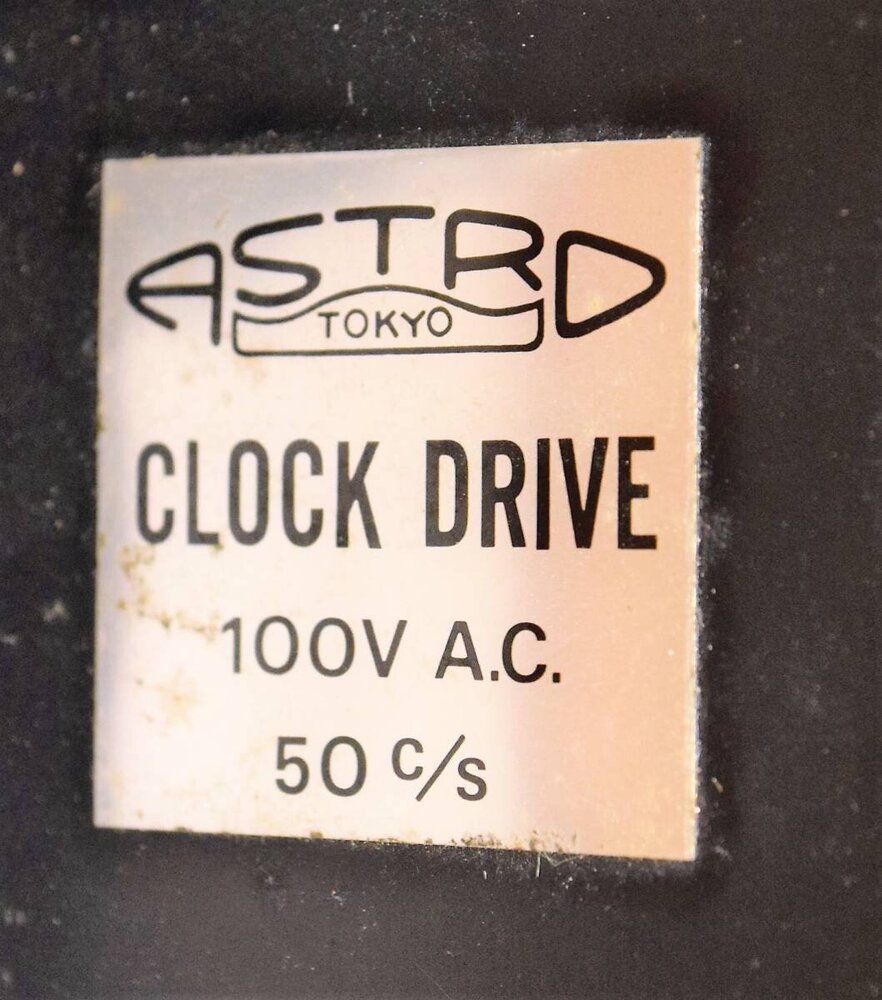 ASTRO
TOKYO
CLOCK DRIVE
100V A.C.
50 c/s